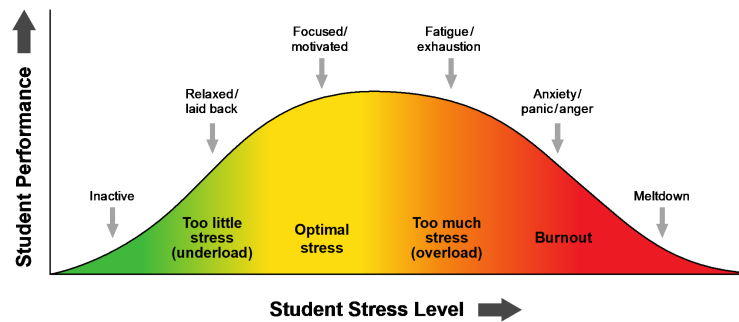 Focused/
motivated
Fatigue/
exhaustion
Relaxed/
laid back
Anxiety/
panic/anger
Inactive
Meltdown
Student Performance
Too little
stress
(underload)
Optimal
stress
Too much
stress
(overload)
Burnout
Student Stress Level